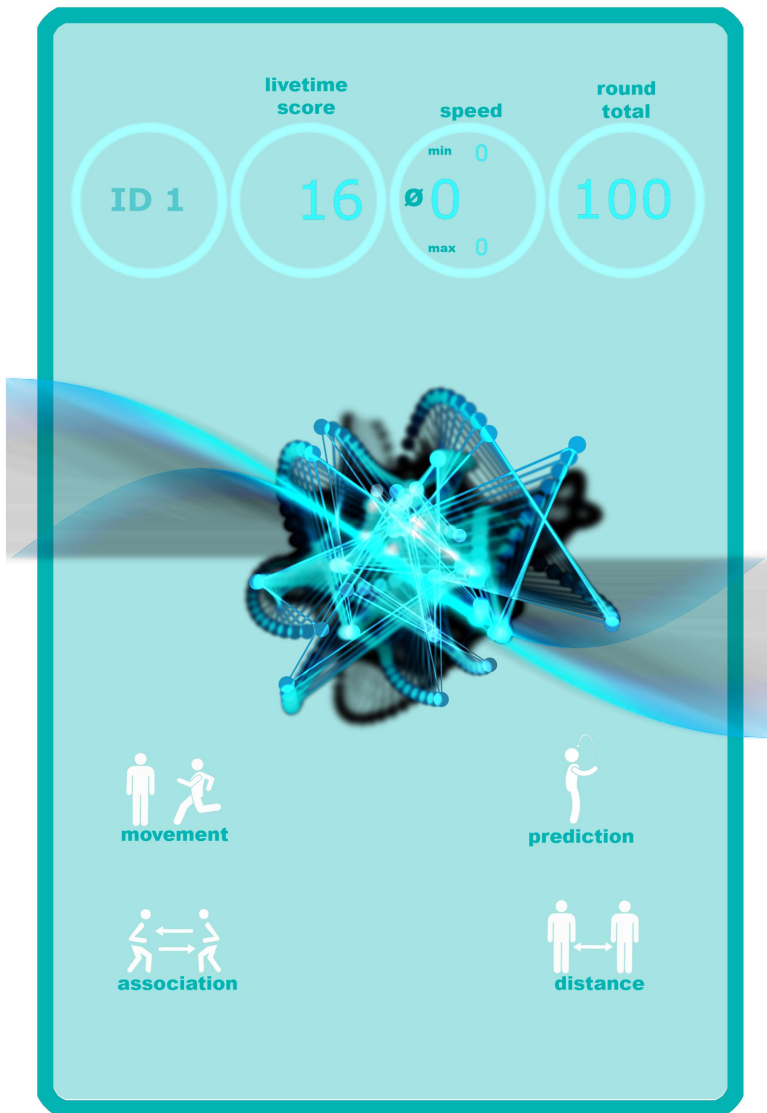 livetime
score
speed
round
total
ID 1
16
min 0
ø 0
max 0
100
movement
prediction
association
distance